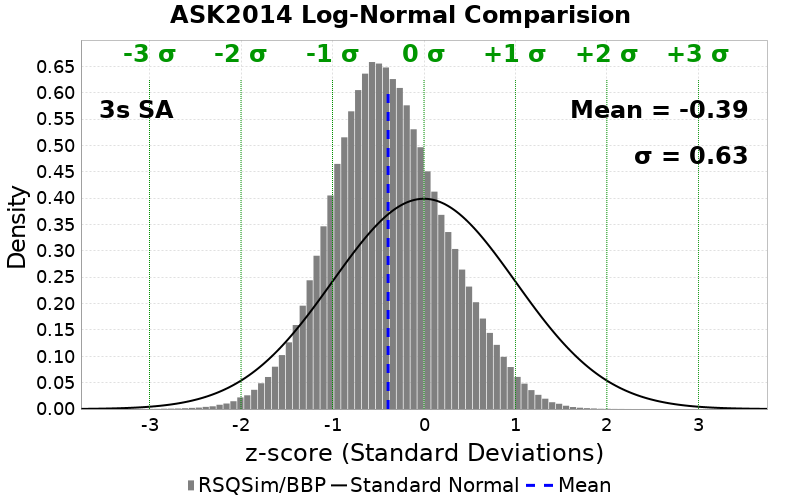 ASK2014 Log-Normal Comparision
-3 σ -2 σ -1 σ 0 σ +1 σ +2 σ +3 σ
3s SA
Mean = -0.39
σ = 0.63
Density
0.65
0.60
0.55
0.50
0.45
0.40
0.35
0.30
0.25
0.20
0.15
0.10
0.05
0.00
-3 -2 -1 0 1 2 3
z-score (Standard Deviations)
RSQSim/BBP Standard Normal Mean